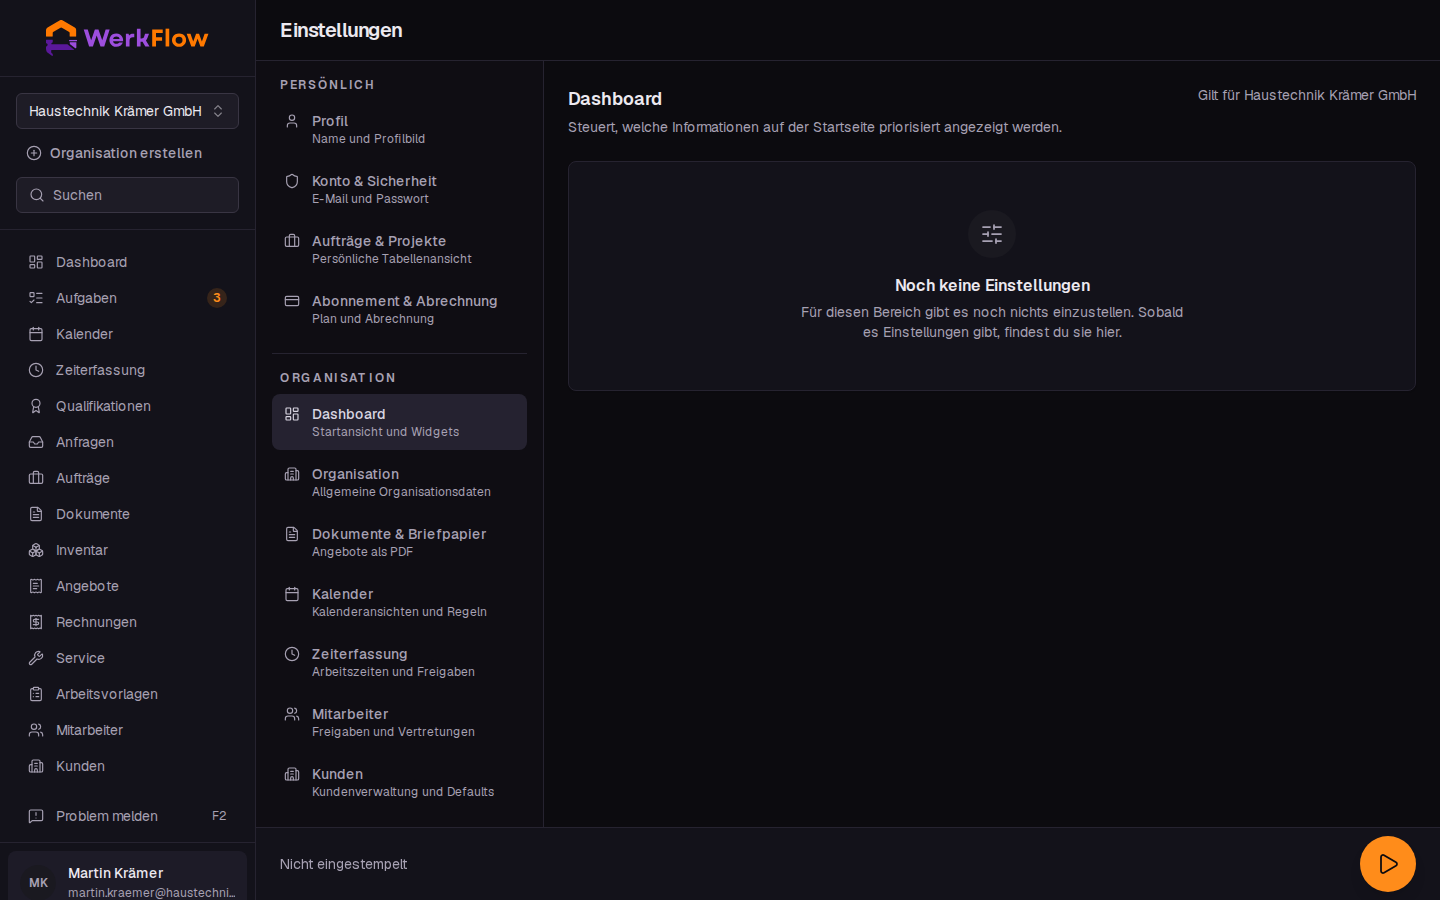 WerkFlow
Haustechnik Krämer GmbH
Organisation erstellen
Suchen
Dashboard
Aufgaben 3
Kalender
Zeiterfassung
Qualifikationen
Anfragen
Aufträge
Dokumente
Inventar
Angebote
Rechnungen
Service
Arbeitsvorlagen
Mitarbeiter
Kunden
Problem melden F2
MK
Martin Krämer
martin.kraemer@haustechni…
Einstellungen
PERSÖNLICH
Profil
Name und Profilbild
Konto & Sicherheit
E-Mail und Passwort
Aufträge & Projekte
Persönliche Tabellenansicht
Abonnement & Abrechnung
Plan und Abrechnung
ORGANISATION
Dashboard
Startansicht und Widgets
Organisation
Allgemeine Organisationsdaten
Dokumente & Briefpapier
Angebote als PDF
Kalender
Kalenderansichten und Regeln
Zeiterfassung
Arbeitszeiten und Freigaben
Mitarbeiter
Freigaben und Vertretungen
Kunden
Kundenverwaltung und Defaults
Dashboard
Gilt für Haustechnik Krämer GmbH
Steuert, welche Informationen auf der Startseite priorisiert angezeigt werden.
Noch keine Einstellungen
Für diesen Bereich gibt es noch nichts einzustellen. Sobald
es Einstellungen gibt, findest du sie hier.
Nicht eingestempelt